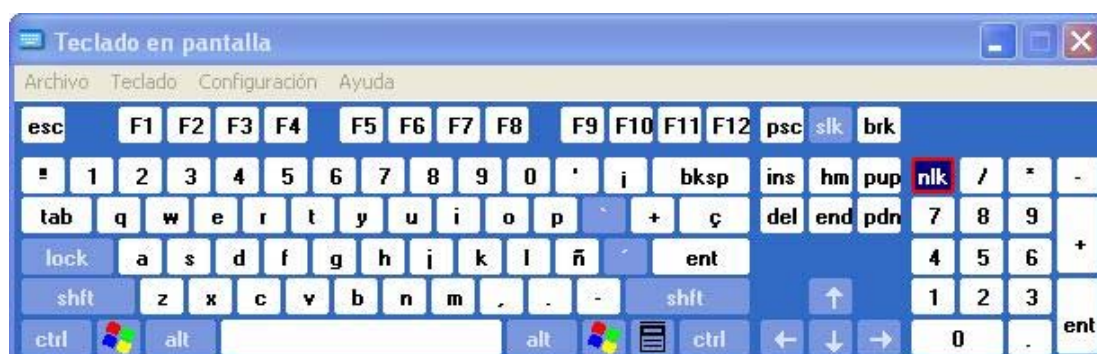 Teclado en pantalla
Archivo Teclado Configuración Ayuda
esc F1 F2 F3 F4 F5 F6 F7 F8 F9 F10 F11 F12 psc slk brk
º 1 2 3 4 5 6 7 8 9 0 ' ¡ bksp ins hm pup nlk / * -
tab q w e r t y u i o p ` + ç del end pdn 7 8 9 +
lock a s d f g h j k l ñ ´ ent 4 5 6
shft z x c v b n m , . - shft ↑ 1 2 3 ent
ctrl alt alt ctrl ← ↓ → 0 .